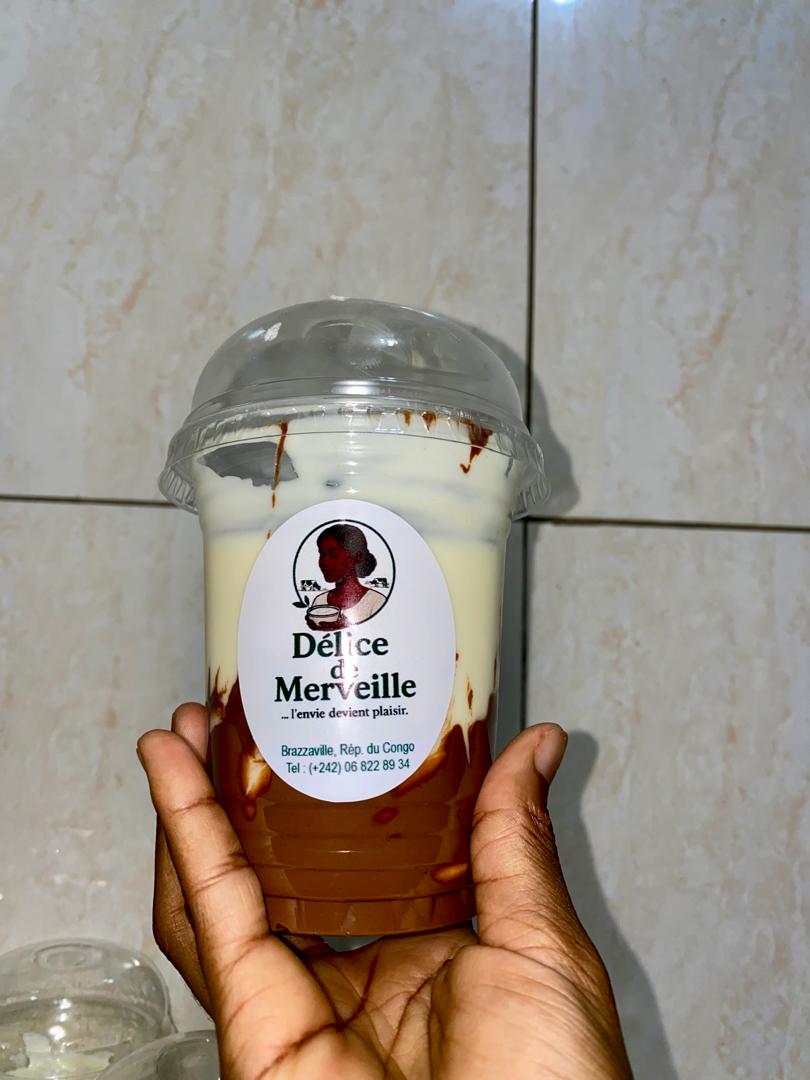 Délice
de
Merveille
... l'envie devient plaisir.
Brazzaville, Rép. du Congo
Tel : (+242) 06 822 89 34